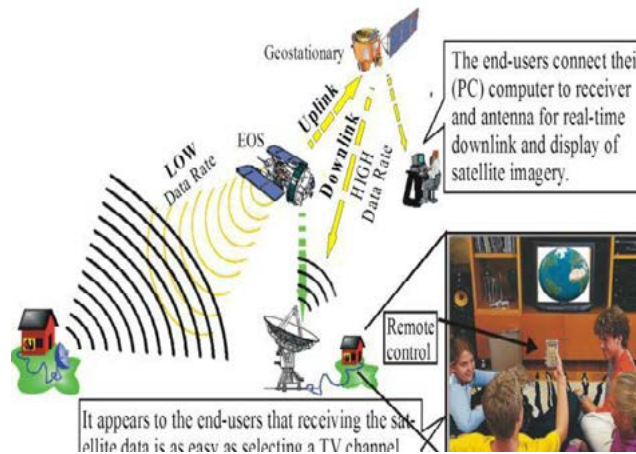 Geostationary
The end-users connect thei
(PC) computer to receiver
and antenna for real-time
downlink and display of
satellite imagery.
Uplink
EOS
LOW
Data Rate
Downlink
HIGH
Data Rate
Remote
control
It appears to the end-users that receiving the sat-
ellite data is as easy as selecting a TV channel